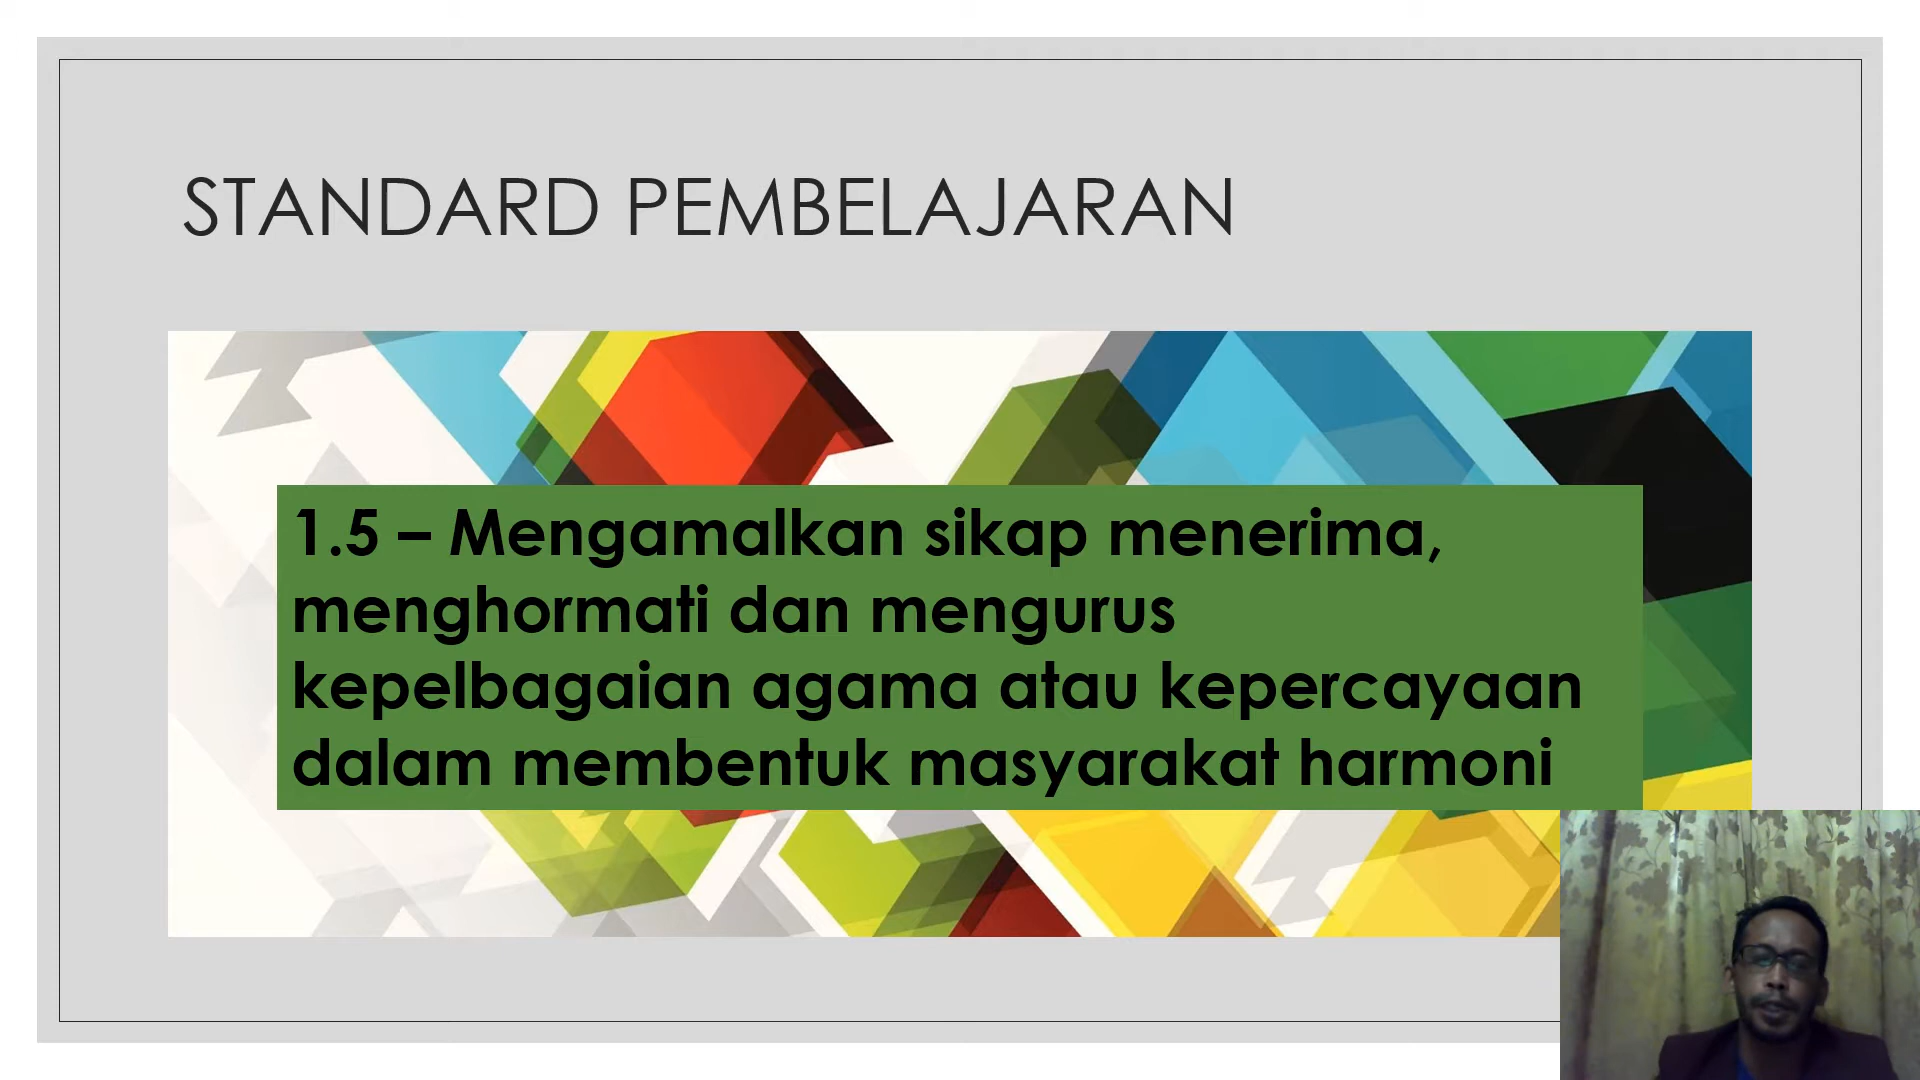 STANDARD PEMBELAJARAN
1.5 – Mengamalkan sikap menerima,
menghormati dan mengurus
kepelbagaian agama atau kepercayaan
dalam membentuk masyarakat harmoni